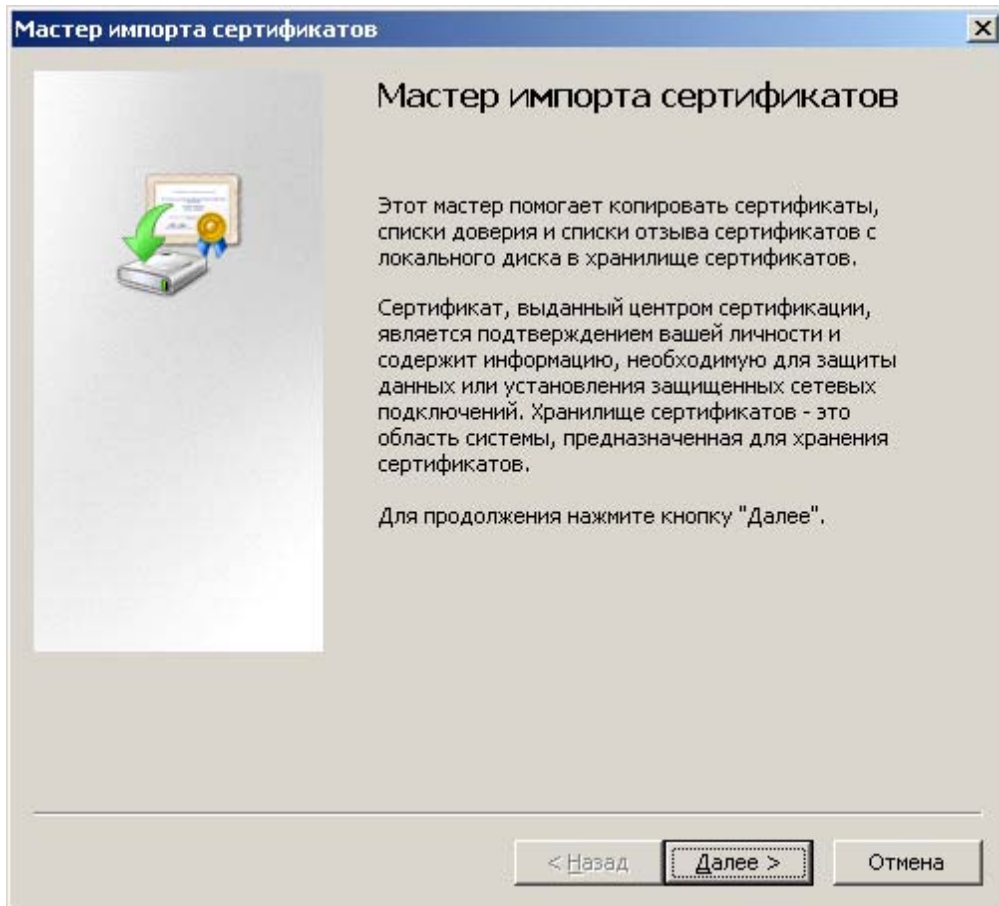 Мастер импорта сертификатов
Мастер импорта сертификатов
Этот мастер помогает копировать сертификаты,
списки доверия и списки отзыва сертификатов с
локального диска в хранилище сертификатов.
Сертификат, выданный центром сертификации,
является подтверждением вашей личности и
содержит информацию, необходимую для защиты
данных или установления защищенных сетевых
подключений. Хранилище сертификатов - это
область системы, предназначенная для хранения
сертификатов.
Для продолжения нажмите кнопку "Далее".
< Назад
Далее >
Отмена